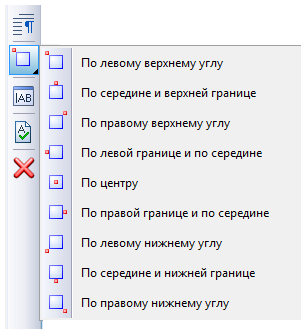 ¶
IAB
A
По левому верхнему углу
По середине и верхней границе
По правому верхнему углу
По левой границе и по середине
По центру
По правой границе и по середине
По левому нижнему углу
По середине и нижней границе
По правому нижнему углу